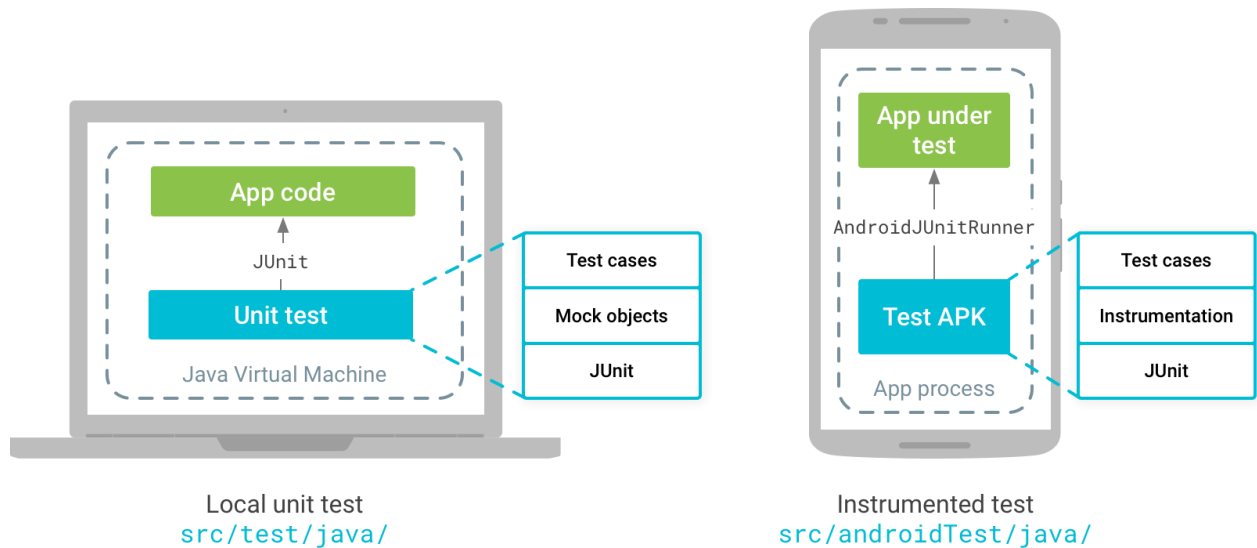 App code
JUnit
Unit test
Java Virtual Machine
Test cases
Mock objects
JUnit
Local unit test
src/test/java/
App under
test
AndroidJUnitRunner
Test APK
App process
Test cases
Instrumentation
JUnit
Instrumented test
src/androidTest/java/